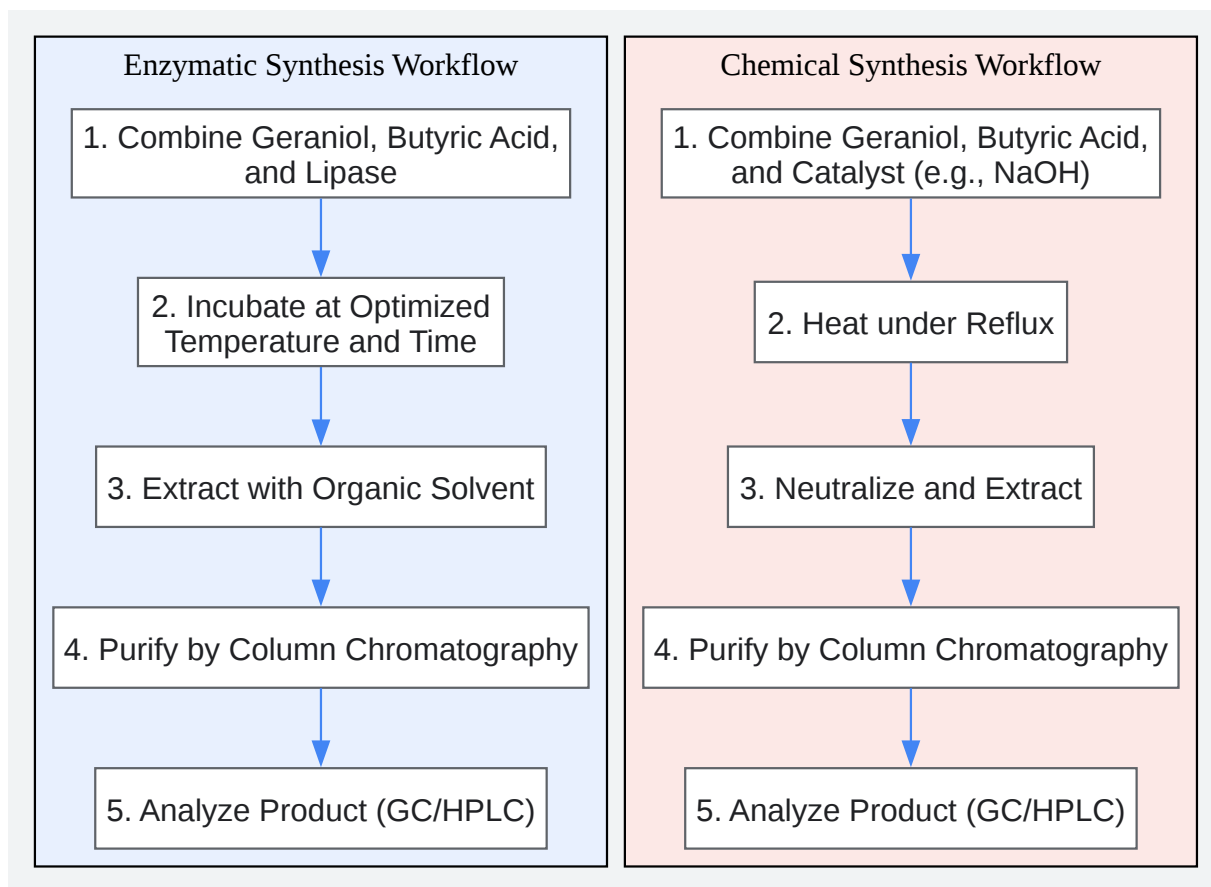 Enzymatic Synthesis Workflow
1. Combine Geraniol, Butyric Acid,
and Lipase
2. Incubate at Optimized
Temperature and Time
3. Extract with Organic Solvent
4. Purify by Column Chromatography
5. Analyze Product (GC/HPLC)
Chemical Synthesis Workflow
1. Combine Geraniol, Butyric Acid,
and Catalyst (e.g., NaOH)
2. Heat under Reflux
3. Neutralize and Extract
4. Purify by Column Chromatography
5. Analyze Product (GC/HPLC)